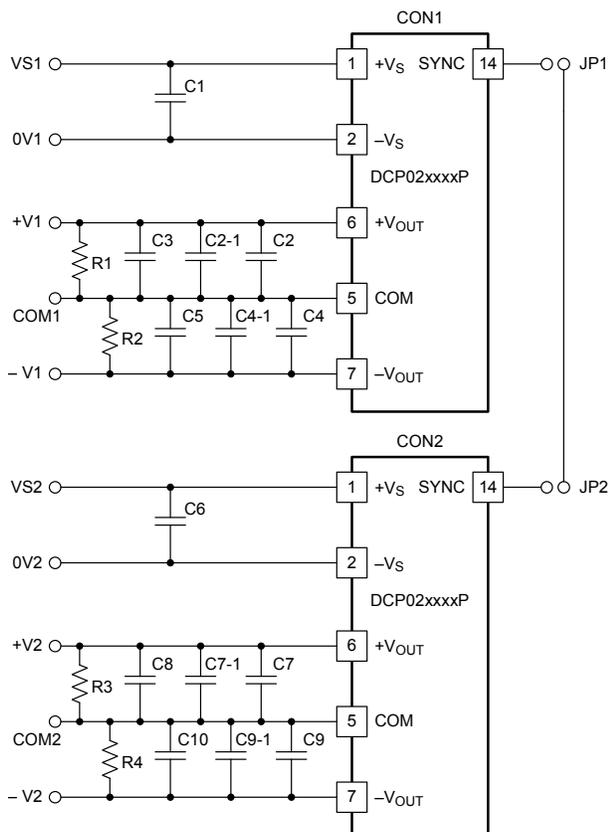 CON1
VS1
1
+VS
SYNC
14
JP1
C1
0V1
2
–VS
DCP02xxxxP
+V1
6
+VOUT
R1
C3
C2-1
C2
COM1
5
COM
R2
C5
C4-1
C4
– V1
7
–VOUT
CON2
VS2
1
+VS
SYNC
14
JP2
C6
0V2
2
–VS
DCP02xxxxP
+V2
6
+VOUT
R3
C8
C7-1
C7
COM2
5
COM
R4
C10
C9-1
C9
– V2
7
–VOUT